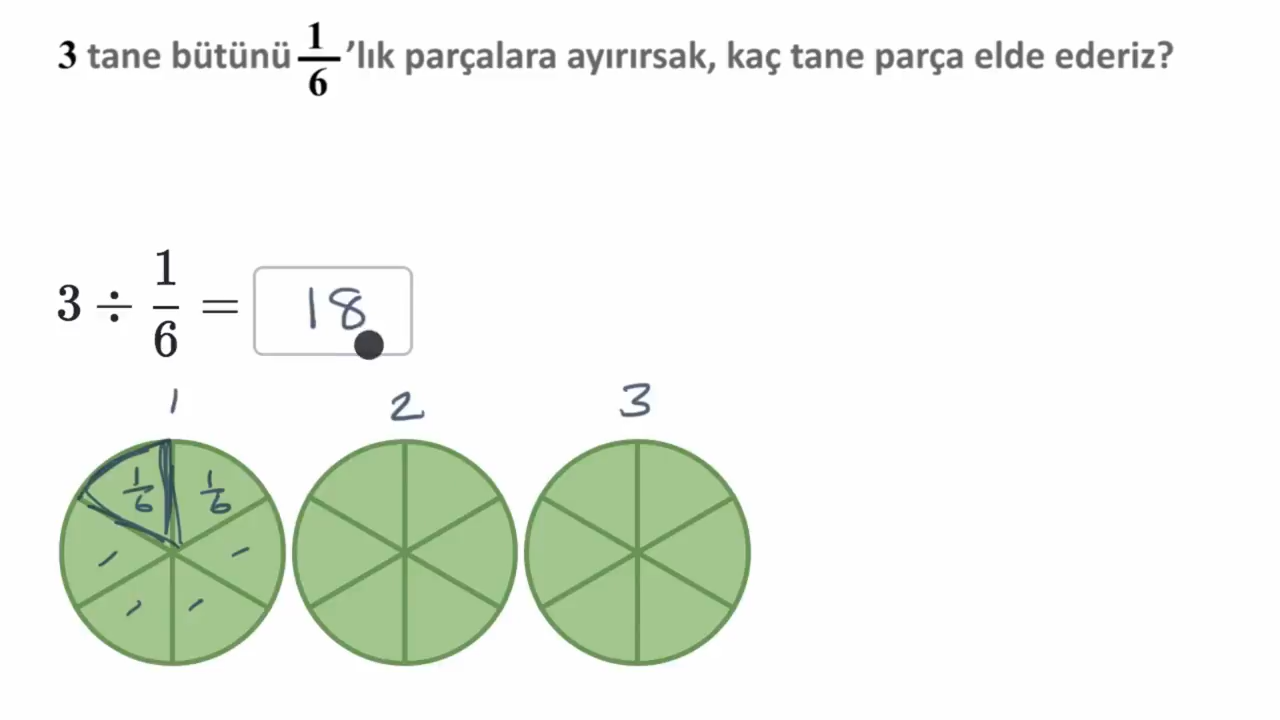 3 tane bütünü 1/6 'lık parçalara ayırırsak, kaç tane parça elde ederiz?
3 ÷ 1/6 = 18
1 2 3
1/6 1/6